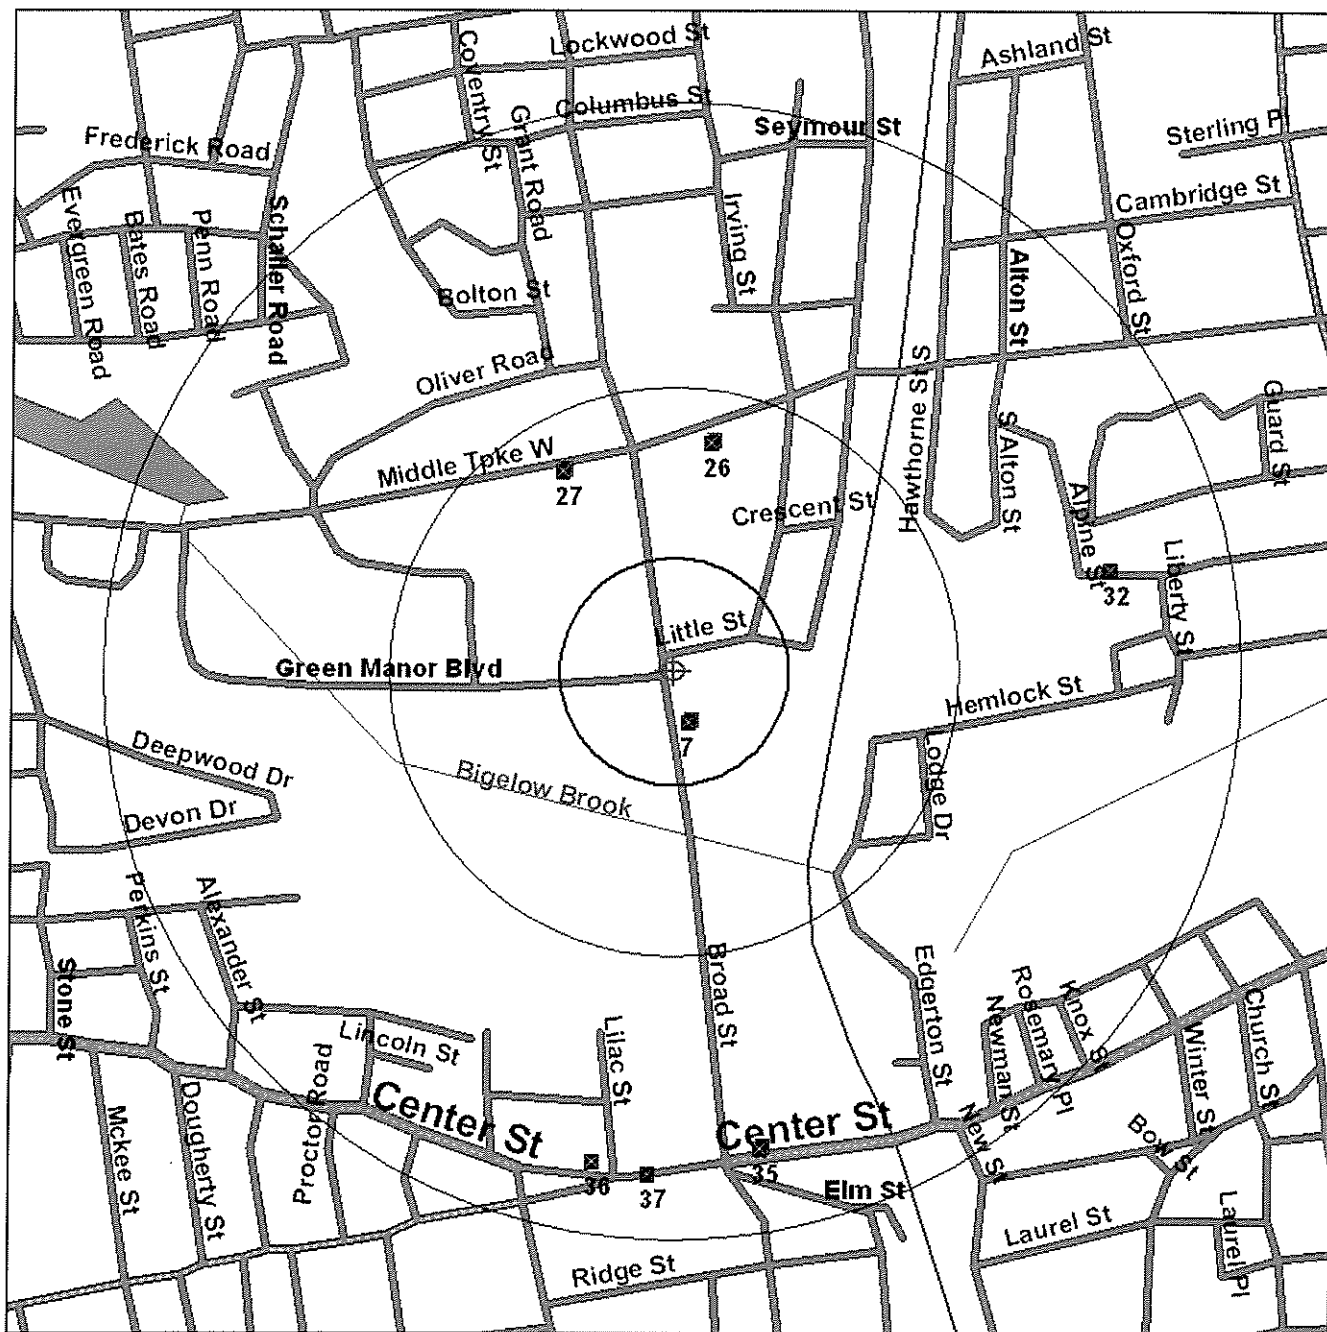 Lockwood St
Ashland St
Coventry St
Columbus St
Grant Road
Seymour St
Sterling Pl
Frederick Road
Cambridge St
Evergreen Road
Bates Road
Penn Road
Schaller Road
Irving St
Alton St
Oxford St
Bolton St
Oliver Road
Hawthorne St S
S Alton St
Guard St
Middle Tpke W
27
26
Crescent St
Alpine St
Liberty St
32
Little St
Green Manor Blvd
7
Hemlock St
Lodge Dr
Deepwood Dr
Bigelow Brook
Devon Dr
Perkins St
Alexander St
Stone St
Broad St
Edgerton St
Newman St
Rosemary Pl
Knox St
Church St
Winter St
Lincoln St
Lilac St
Mckee St
Dougherty St
Proctor Road
Center St
Center St
New St
Bow St
36
37
35
Elm St
Laurel St
Laurel Pl
Ridge St